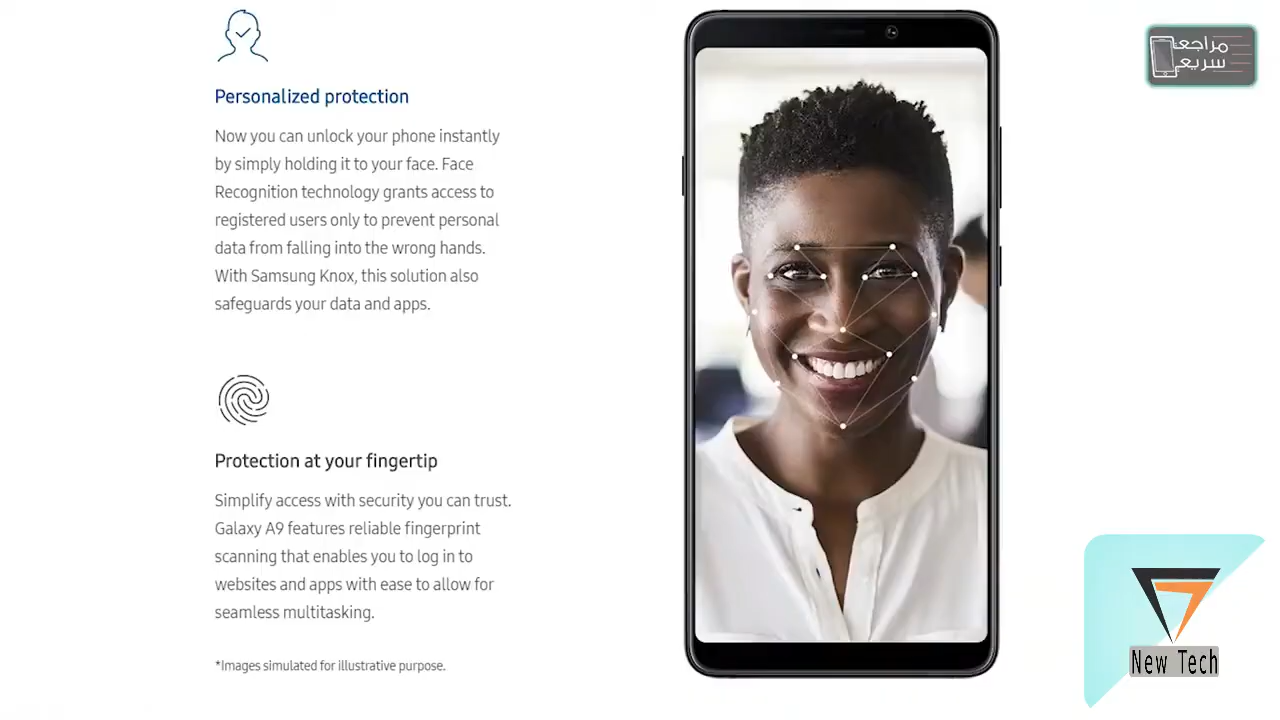 Personalized protection
Now you can unlock your phone instantly
by simply holding it to your face. Face
Recognition technology grants access to
registered users only to prevent personal
data from falling into the wrong hands.
With Samsung Knox, this solution also
safeguards your data and apps.
Protection at your fingertip
Simplify access with security you can trust.
Galaxy A9 features reliable fingerprint
scanning that enables you to log in to
websites and apps with ease to allow for
seamless multitasking.
*Images simulated for illustrative purpose.
مراجعة
سريعة
New Tech